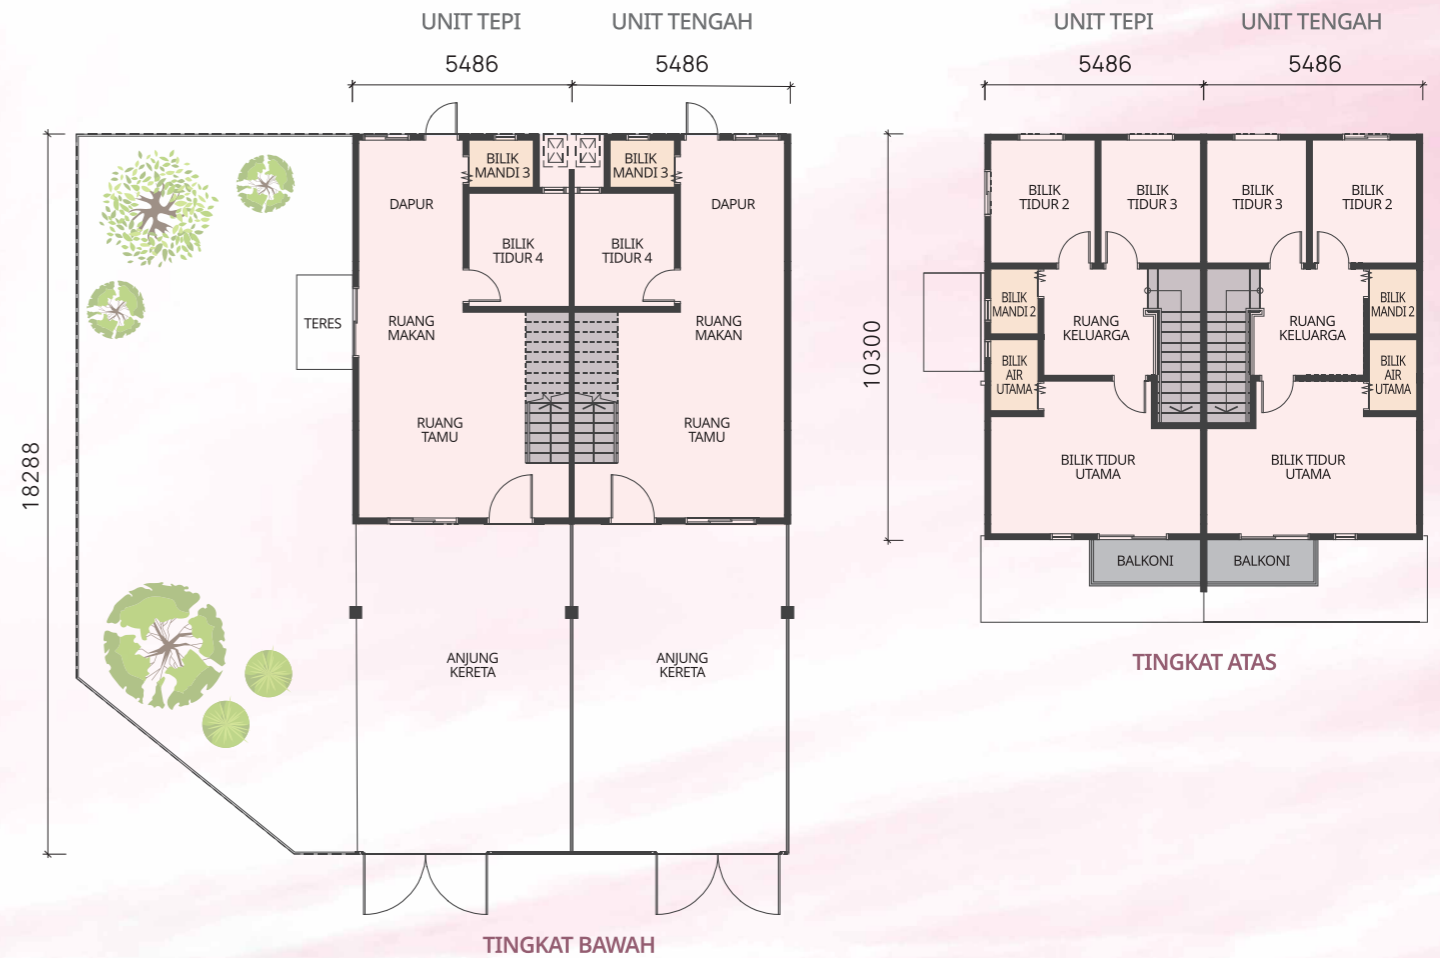 UNIT TEPI
UNIT TENGAH
5486
5486
18288
BILIK
MANDI 3
BILIK
MANDI 3
DAPUR
DAPUR
BILIK
TIDUR 4
BILIK
TIDUR 4
TERES
RUANG
MAKAN
RUANG
MAKAN
RUANG
TAMU
RUANG
TAMU
ANJUNG
KERETA
ANJUNG
KERETA
TINGKAT BAWAH
UNIT TEPI
UNIT TENGAH
5486
5486
10300
BILIK
TIDUR 2
BILIK
TIDUR 3
BILIK
TIDUR 3
BILIK
TIDUR 2
BILIK
MANDI 2
RUANG
KELUARGA
RUANG
KELUARGA
BILIK
MANDI 2
BILIK
AIR
UTAMA
BILIK
AIR
UTAMA
BILIK TIDUR
UTAMA
BILIK TIDUR
UTAMA
BALKONI
BALKONI
TINGKAT ATAS